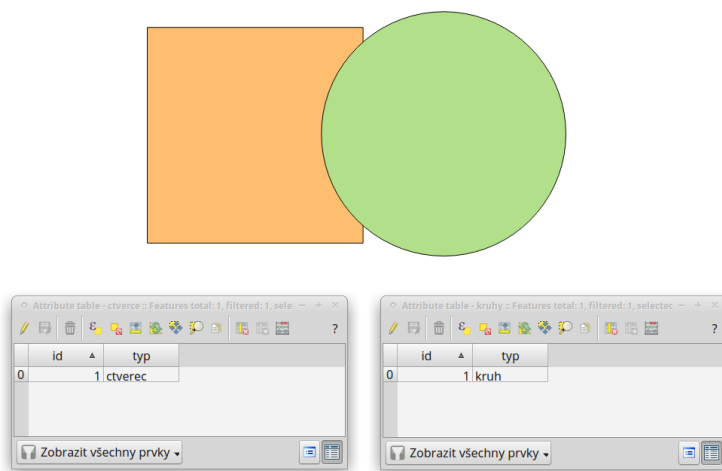 Attribute table - ctverce :: Features total: 1, filtered: 1, sele
?
id typ
0 1 ctverec
Zobrazit všechny prvky
Attribute table - kruhy :: Features total: 1, filtered: 1, selectec
?
id typ
0 1 kruh
Zobrazit všechny prvky